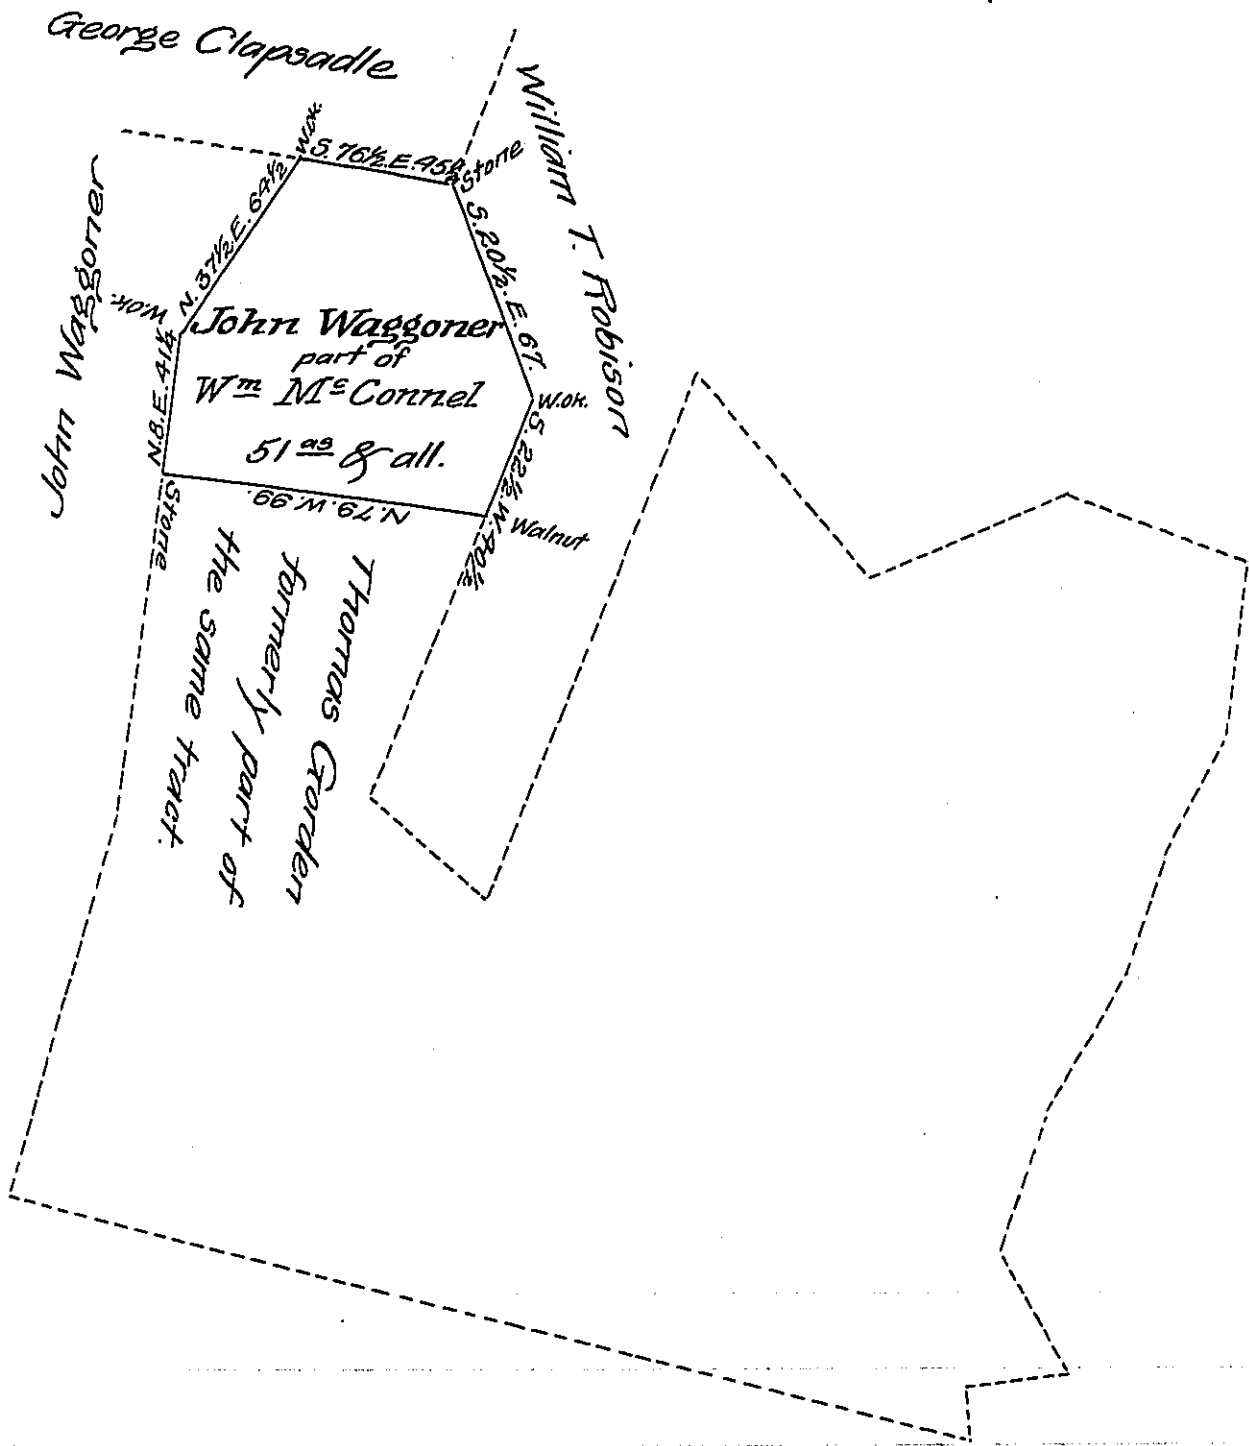 George Clapsadle
William T. Robison
John Waggoner
W.ok.
S. 76½. E. 45
Stone
N. 37½. E. 64½
S. 20½. E. 67.
W.ok.
N. 8. E. 41¼
John Waggoner
part of
Wm McConnel
51 as & all.
W.ok.
S. 22½. W. 40½
Walnut
N. 79. W. 99.
Stone
Thomas Gorden
formerly part of
the same tract.